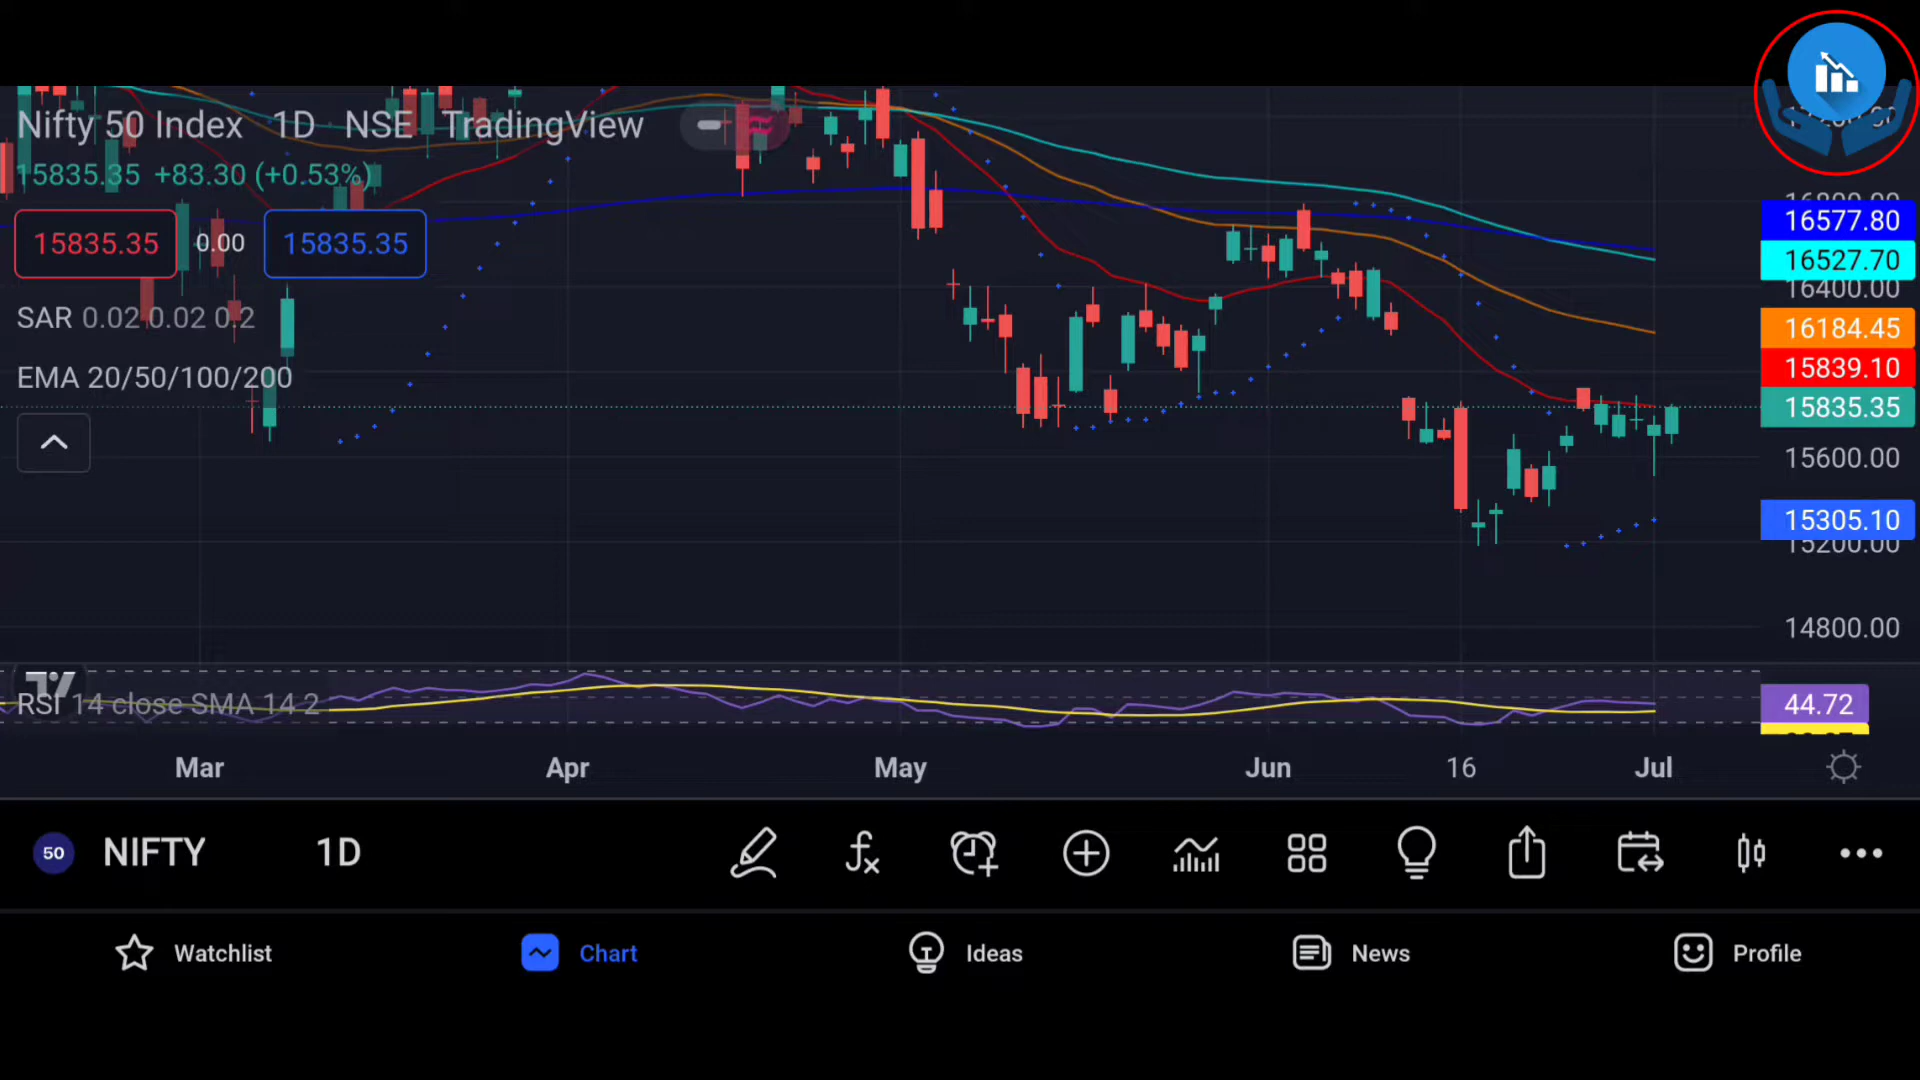 Nifty 50 Index 1D NSE TradingView
15835.35 +83.30 (+0.53%)
15835.35 0.00 15835.35
SAR 0.02 0.02 0.2
EMA 20/50/100/200
16577.80
16527.70
16400.00
16184.45
15839.10
15835.35
15600.00
15305.10
15200.00
14800.00
RSI 14 close SMA 14 2
44.72
Mar Apr May Jun 16 Jul
50 NIFTY 1D
Watchlist Chart Ideas News Profile